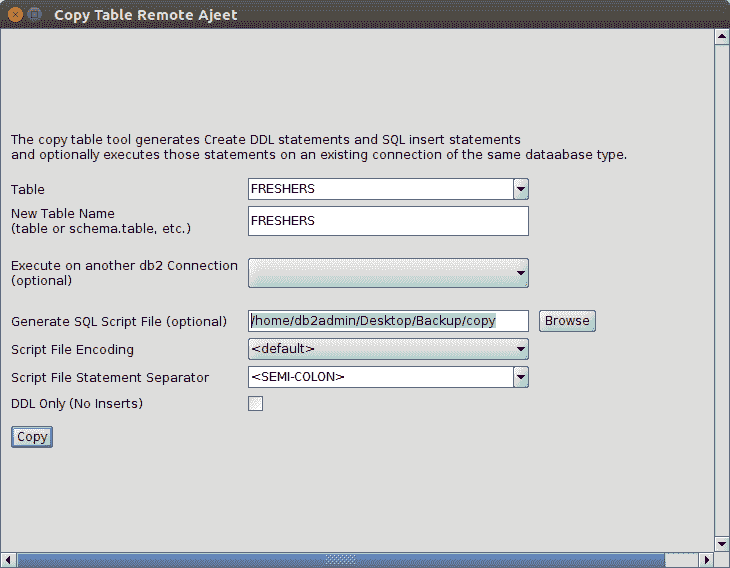 Copy Table Remote Ajeet
The copy table tool generates Create DDL statements and SQL insert statements
and optionally executes those statements on an existing connection of the same dataabase type.
Table
FRESHERS
New Table Name
(table or schema.table, etc.)
FRESHERS
Execute on another db2 Connection
(optional)
Generate SQL Script File (optional)
/home/db2admin/Desktop/Backup/copy
Browse
Script File Encoding
<default>
Script File Statement Separator
<SEMI-COLON>
DDL Only (No Inserts)
Copy